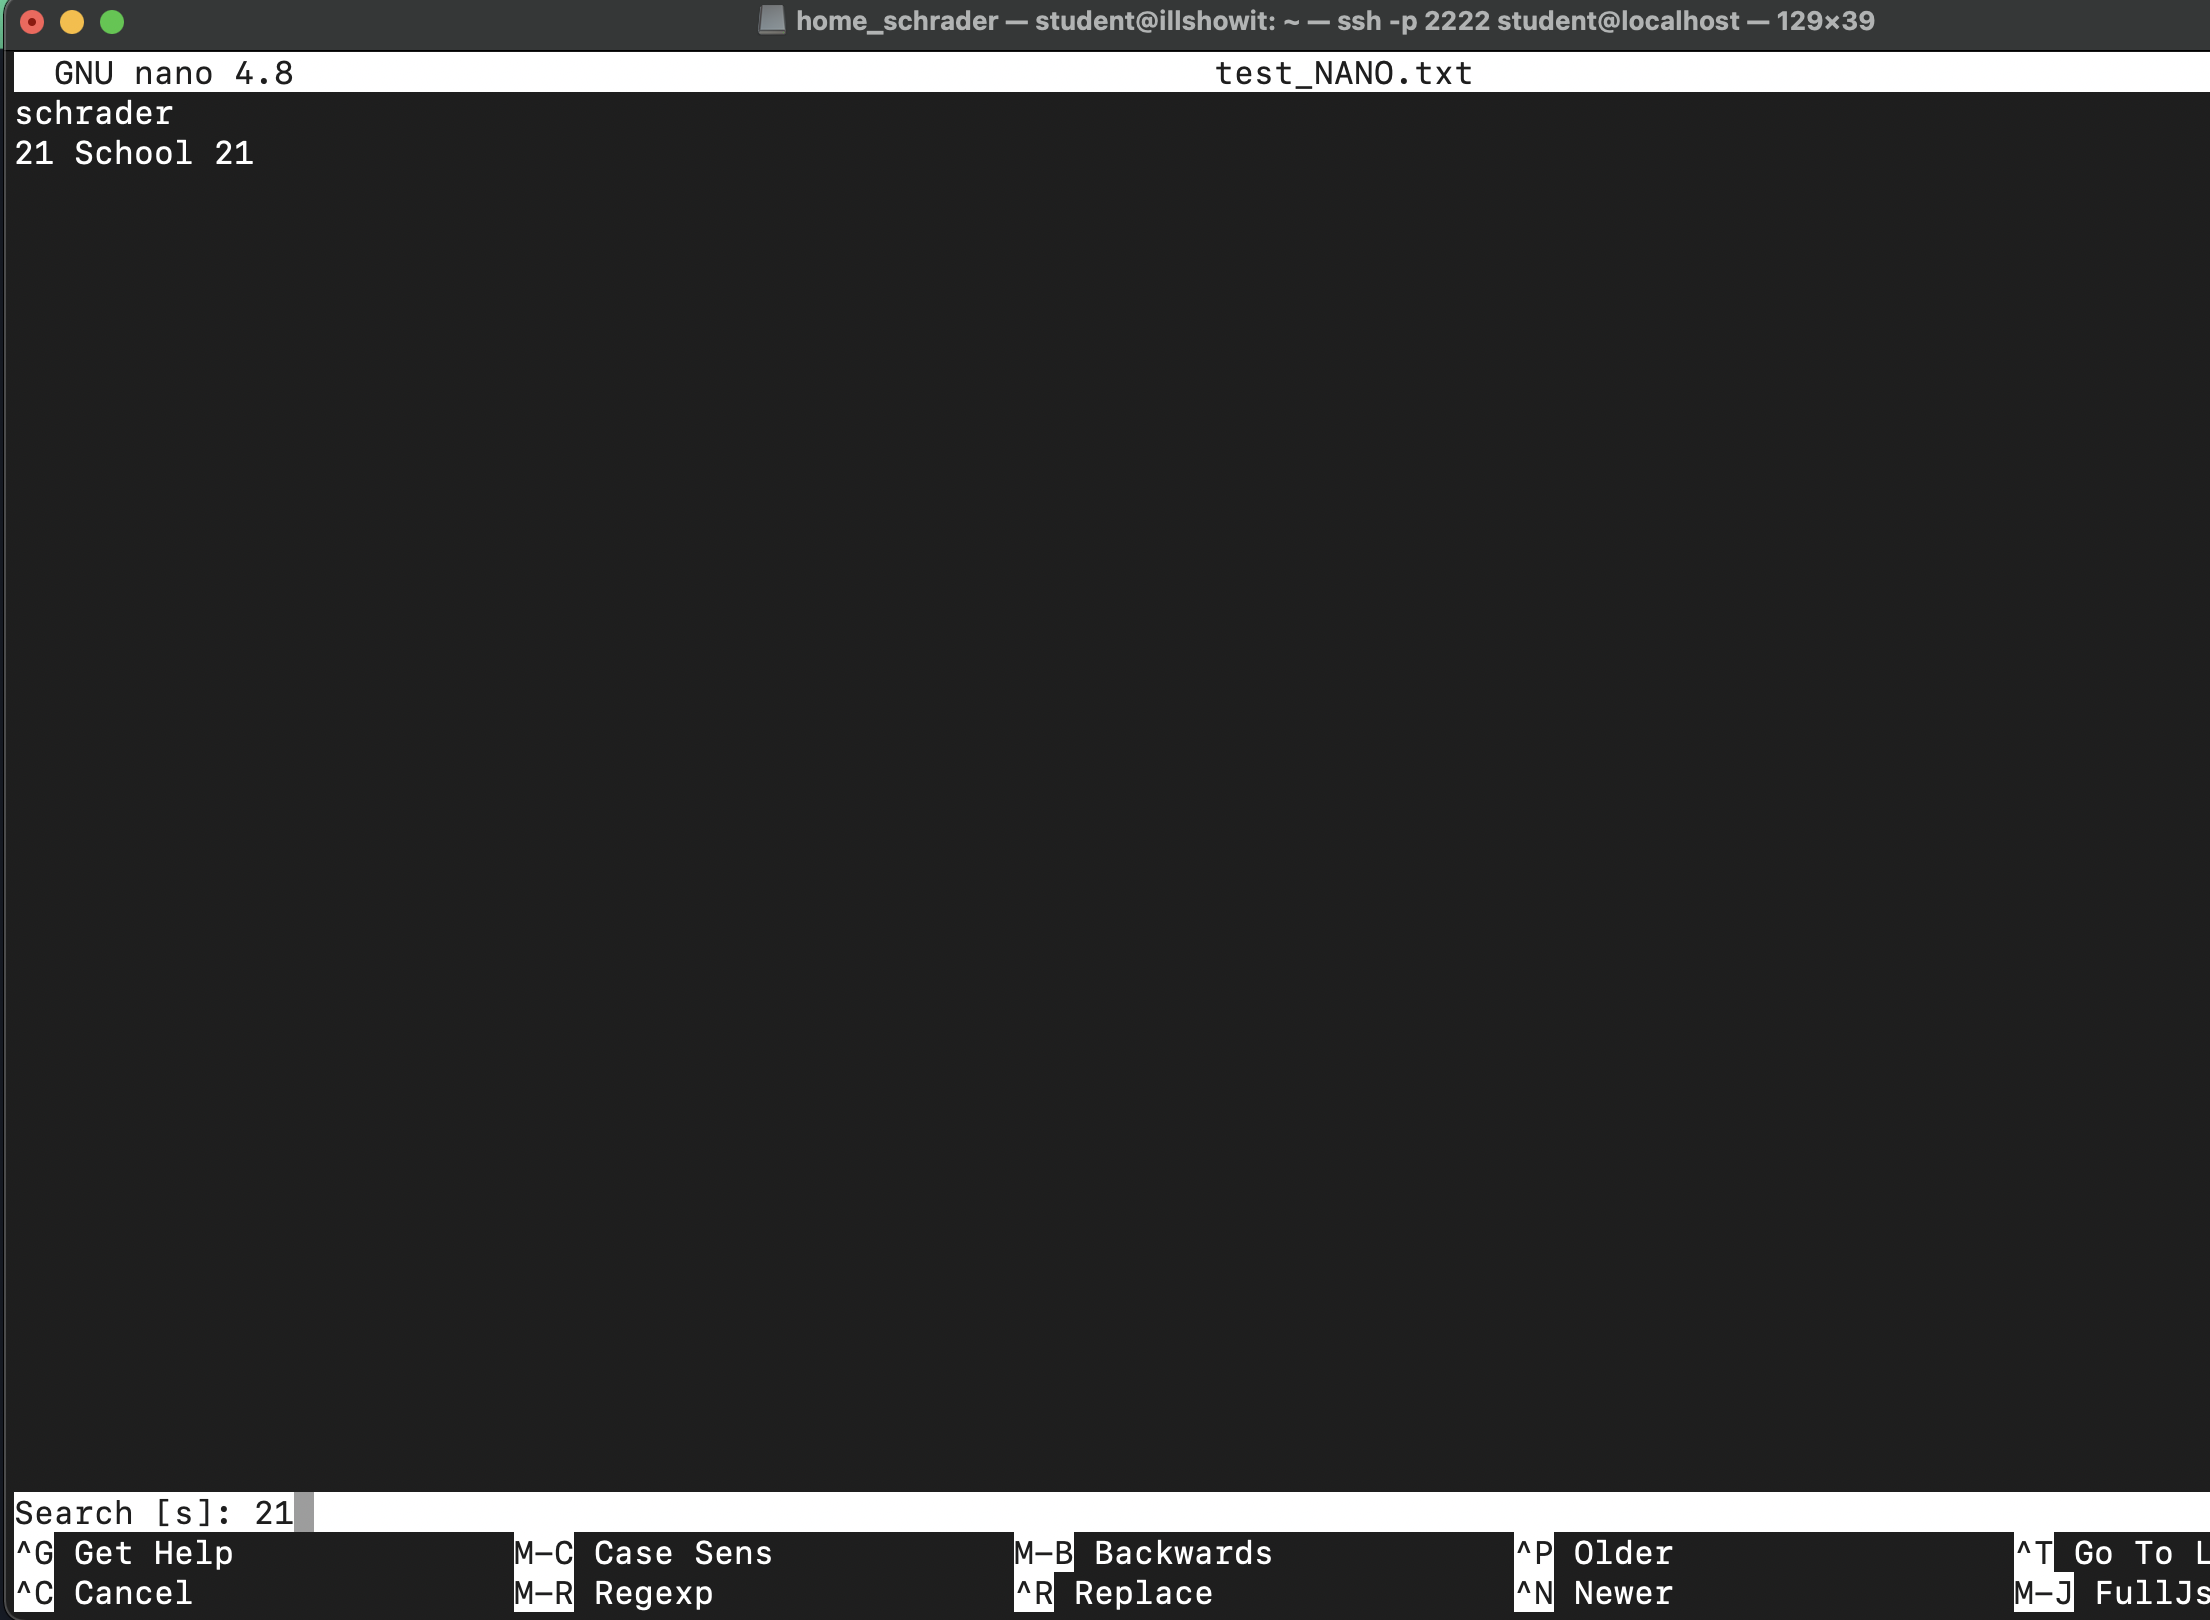 home_schrader — student@illshowit: ~ — ssh -p 2222 student@localhost — 129×39
GNU nano 4.8 test_NANO.txt
schrader
21 School 21
Search [s]: 21
^G Get Help M-C Case Sens M-B Backwards ^P Older ^T Go To L
^C Cancel M-R Regexp ^R Replace ^N Newer M-J FullJs